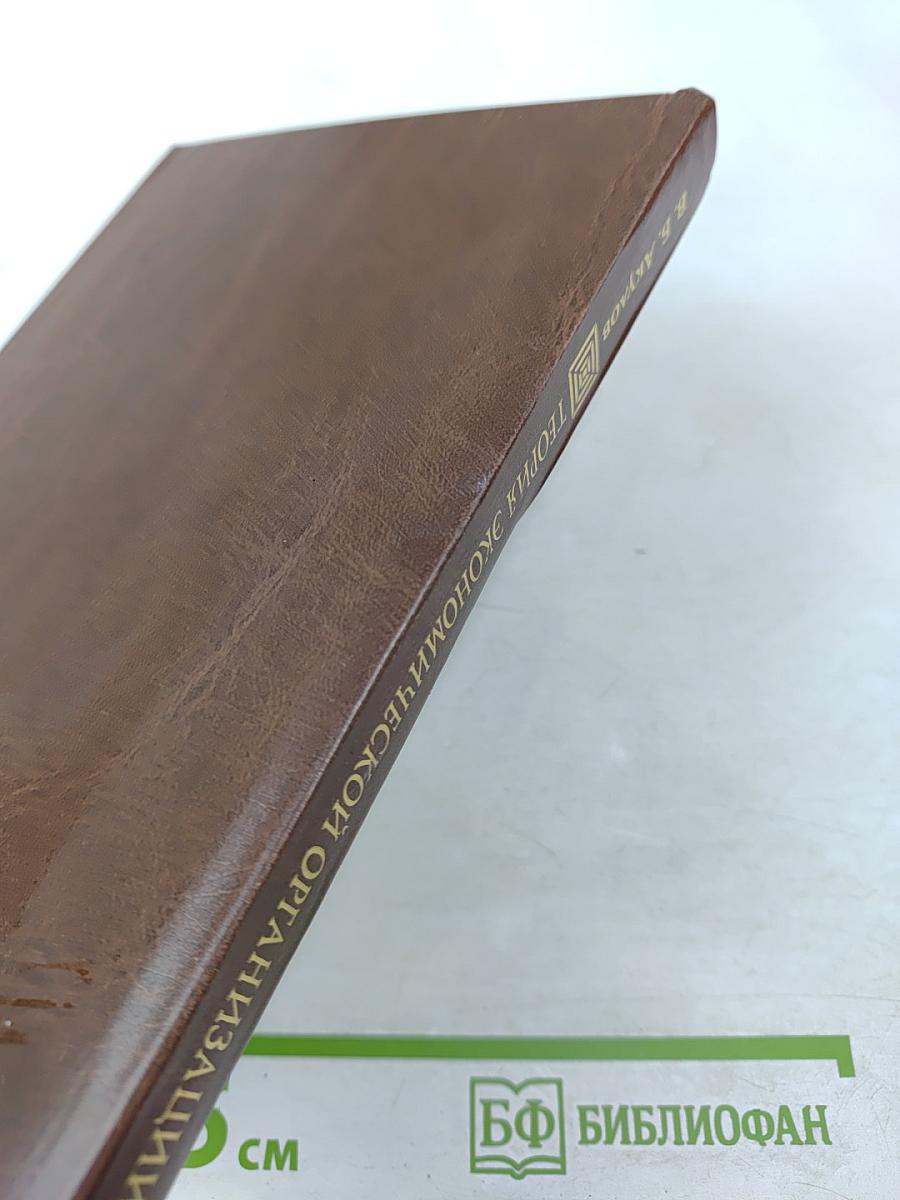 В. Б. Акулов
ТЕОРИЯ ЭКОНОМИЧЕСКОЙ ОРГАНИЗАЦИИ
см
БФ БИБЛИОФАН